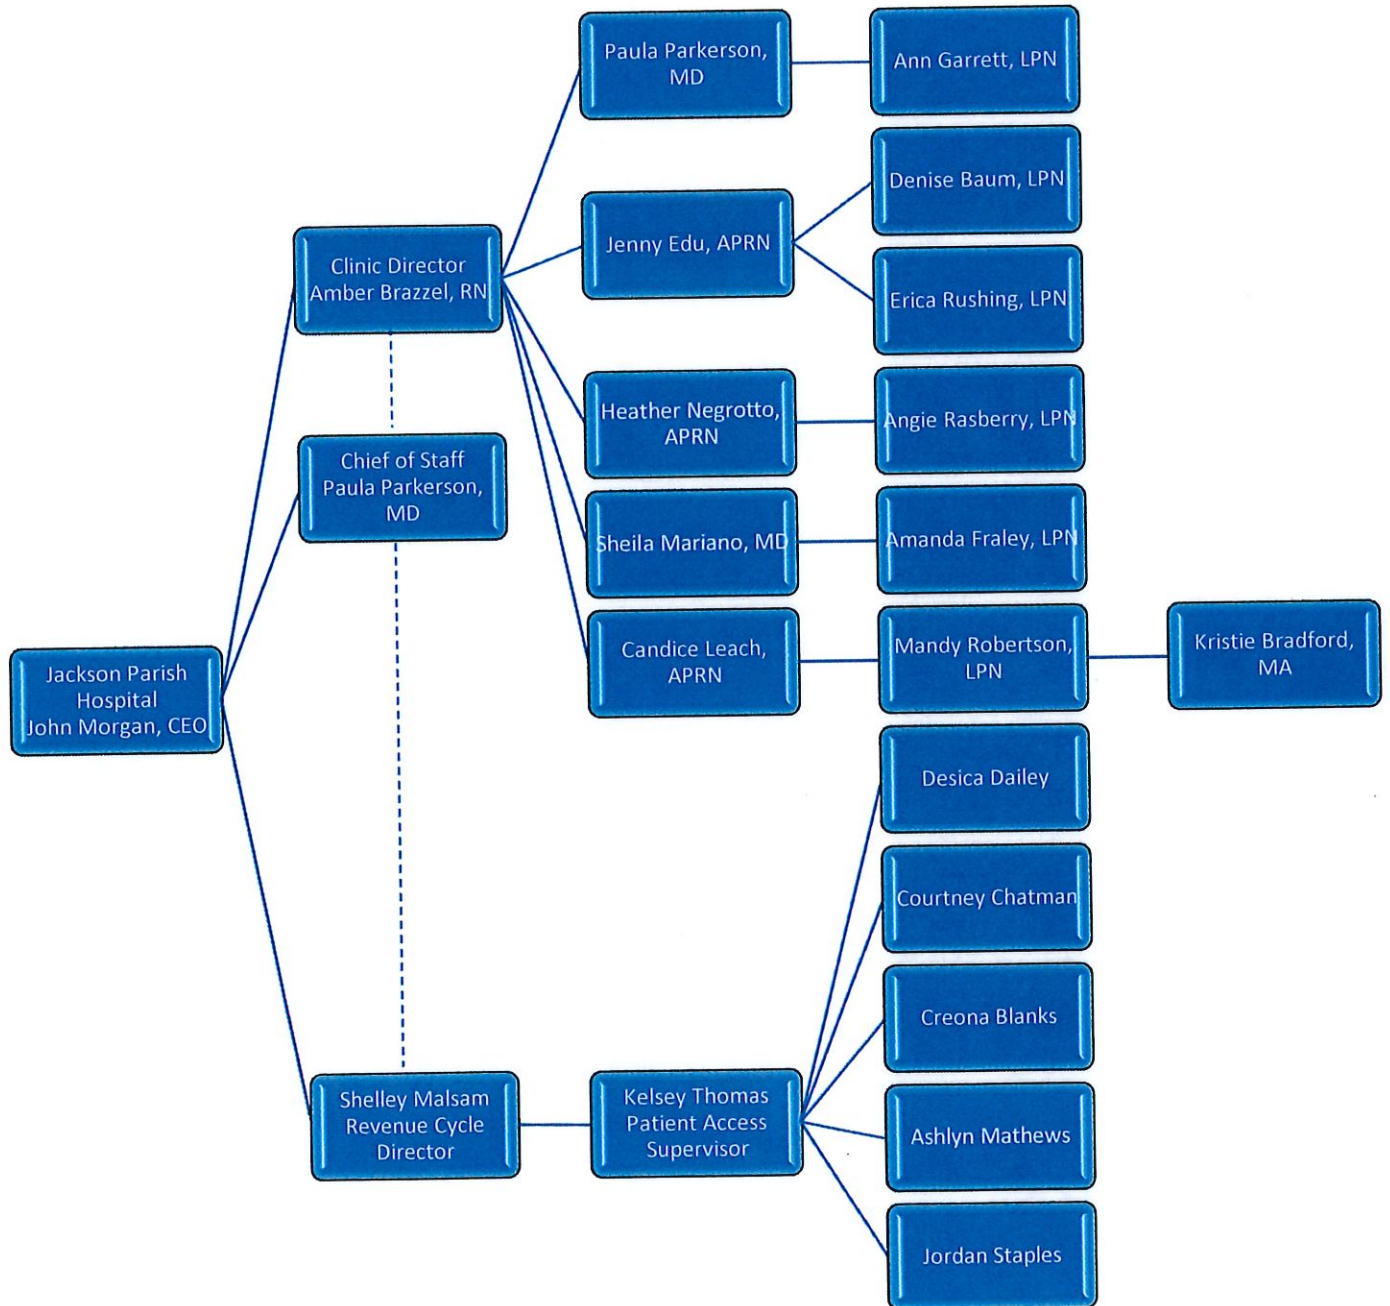 Paula Parkerson,
MD
Ann Garrett, LPN
Denise Baum, LPN
Jenny Edu, APRN
Erica Rushing, LPN
Clinic Director
Amber Brazzel, RN
Heather Negrotto,
APRN
Angie Rasberry, LPN
Chief of Staff
Paula Parkerson,
MD
Sheila Mariano, MD
Amanda Fraley, LPN
Candice Leach,
APRN
Mandy Robertson,
LPN
Kristie Bradford,
MA
Jackson Parish
Hospital
John Morgan, CEO
Desica Dailey
Courtney Chatman
Creona Blanks
Shelley Malsam
Revenue Cycle
Director
Kelsey Thomas
Patient Access
Supervisor
Ashlyn Mathews
Jordan Staples